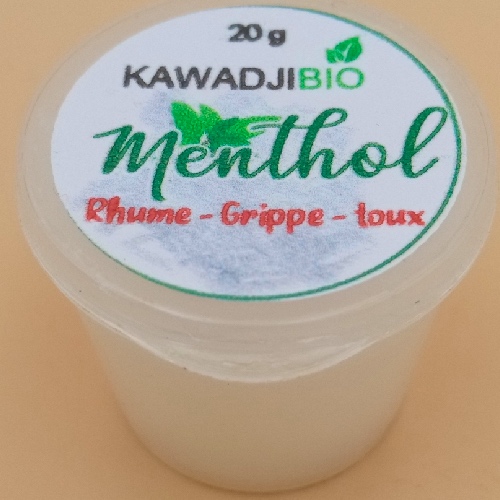 20 g
KAWADJIBIO
Menthol
Rhume - Grippe - toux